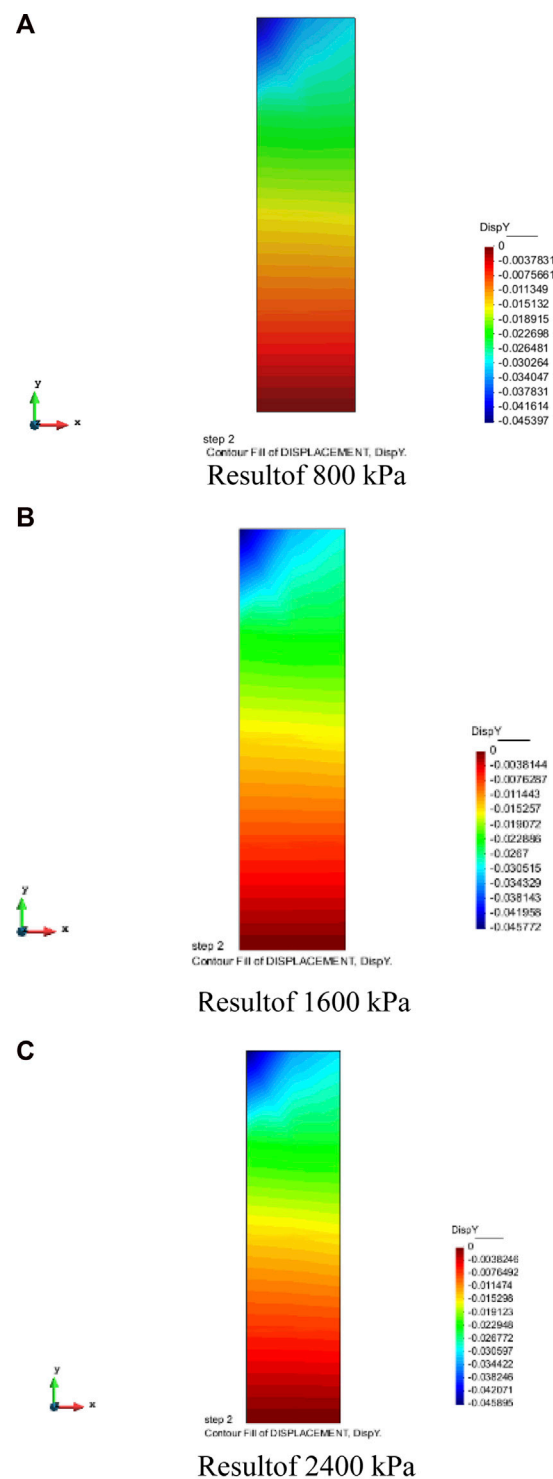 A
DispY
0
-0.0037831
-0.0075661
-0.011349
-0.015132
-0.018915
-0.022698
-0.026481
-0.030264
-0.034047
-0.037831
-0.041614
-0.045397
y
x
step 2
Contour Fill of DISPLACEMENT, DispY.
Resultof 800 kPa
B
DispY
0
-0.0038144
-0.0076287
-0.011443
-0.015257
-0.019072
-0.022886
-0.0267
-0.030515
-0.034329
-0.038143
-0.041958
-0.045772
y
x
step 2
Contour Fill of DISPLACEMENT, DispY.
Resultof 1600 kPa
C
DispY
0
-0.0038246
-0.0076492
-0.011474
-0.015298
-0.019123
-0.022948
-0.026772
-0.030597
-0.034422
-0.038246
-0.042071
-0.045895
y
x
step 2
Contour Fill of DISPLACEMENT, DispY.
Resultof 2400 kPa